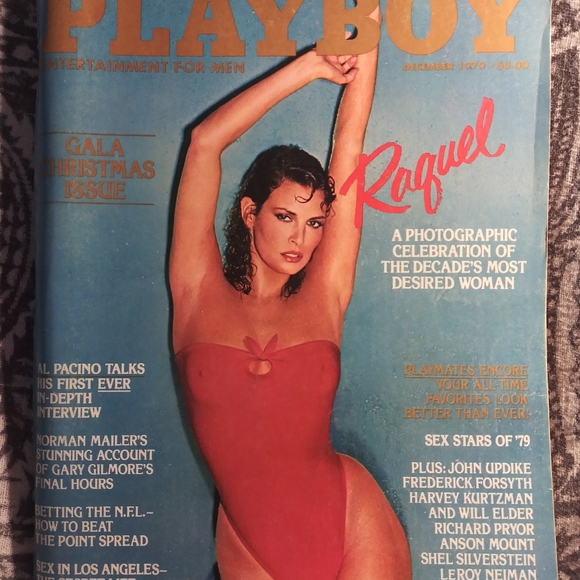 PLAYBOY
ENTERTAINMENT FOR MEN
DECEMBER 1979 • $3.00
GALA
CHRISTMAS
ISSUE
Raquel
A PHOTOGRAPHIC
CELEBRATION OF
THE DECADE'S MOST
DESIRED WOMAN
AL PACINO TALKS
HIS FIRST EVER
IN-DEPTH
INTERVIEW
NORMAN MAILER'S
STUNNING ACCOUNT
OF GARY GILMORE'S
FINAL HOURS
BETTING THE N.F.L.–
HOW TO BEAT
THE POINT SPREAD
SEX IN LOS ANGELES–
PLAYMATES ENCORE
YOUR ALL TIME
FAVORITES LOOK
BETTER THAN EVER!
SEX STARS OF '79
PLUS: JOHN UPDIKE
FREDERICK FORSYTH
HARVEY KURTZMAN
AND WILL ELDER
RICHARD PRYOR
ANSON MOUNT
SHEL SILVERSTEIN
LEROY NEIMAN